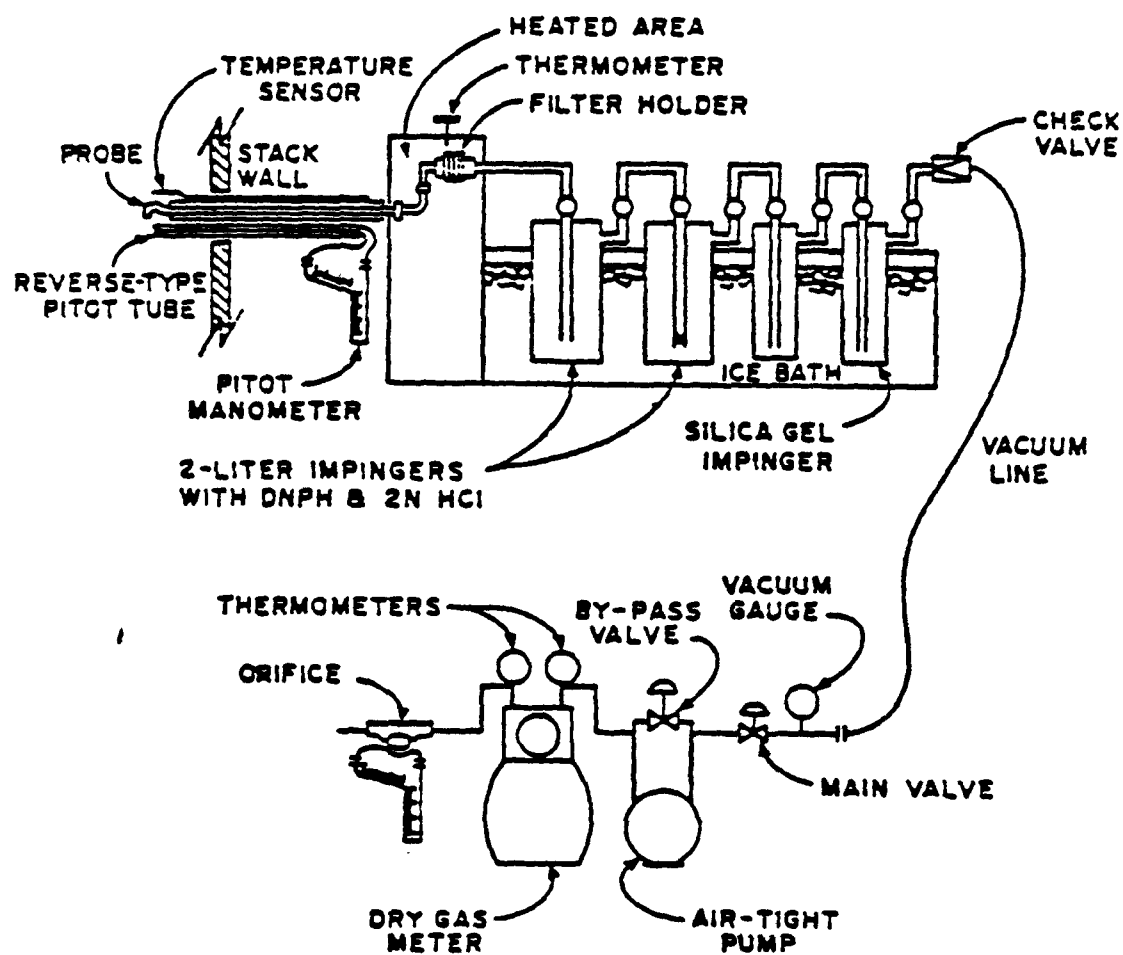 HEATED AREA
THERMOMETER
FILTER HOLDER
TEMPERATURE
SENSOR
PROBE
STACK
WALL
CHECK
VALVE
REVERSE-TYPE
PITOT TUBE
PITOT
MANOMETER
ICE BATH
SILICA GEL
IMPINGER
VACUUM
LINE
2-LITER IMPINGERS
WITH DNPH & 2N HCl
THERMOMETERS
BY-PASS
VALVE
VACUUM
GAUGE
ORIFICE
MAIN VALVE
DRY GAS
METER
AIR-TIGHT
PUMP